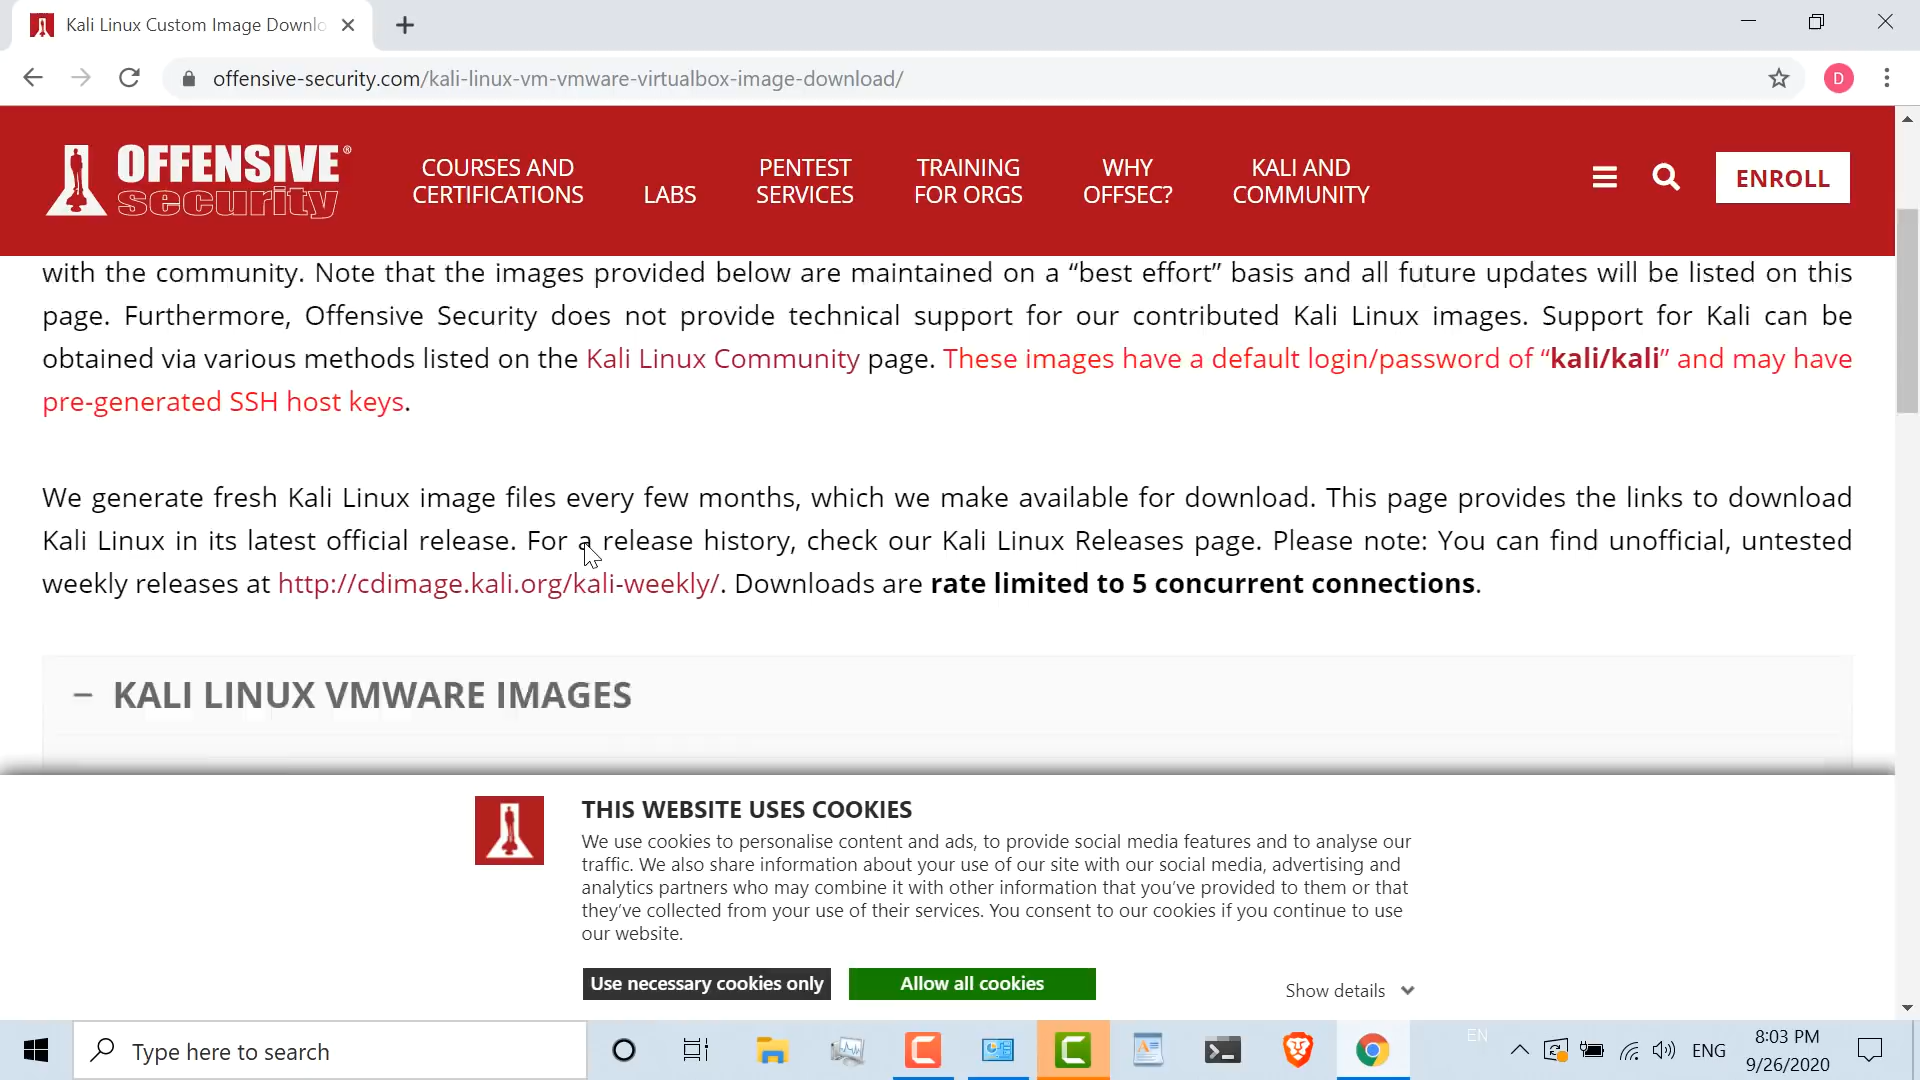 Kali Linux Custom Image Downlo
offensive-security.com/kali-linux-vm-vmware-virtualbox-image-download/
D
OFFENSIVE®
security
COURSES AND
CERTIFICATIONS
LABS
PENTEST
SERVICES
TRAINING
FOR ORGS
WHY
OFFSEC?
KALI AND
COMMUNITY
ENROLL
with the community. Note that the images provided below are maintained on a “best effort” basis and all future updates will be listed on this
page. Furthermore, Offensive Security does not provide technical support for our contributed Kali Linux images. Support for Kali can be
obtained via various methods listed on the Kali Linux Community page. These images have a default login/password of “kali/kali” and may have
pre-generated SSH host keys.
We generate fresh Kali Linux image files every few months, which we make available for download. This page provides the links to download
Kali Linux in its latest official release. For a release history, check our Kali Linux Releases page. Please note: You can find unofficial, untested
weekly releases at http://cdimage.kali.org/kali-weekly/. Downloads are rate limited to 5 concurrent connections.
− KALI LINUX VMWARE IMAGES
THIS WEBSITE USES COOKIES
We use cookies to personalise content and ads, to provide social media features and to analyse our
traffic. We also share information about your use of our site with our social media, advertising and
analytics partners who may combine it with other information that you’ve provided to them or that
they’ve collected from your use of their services. You consent to our cookies if you continue to use
our website.
Use necessary cookies only
Allow all cookies
Show details
Type here to search
EN
ENG
8:03 PM
9/26/2020